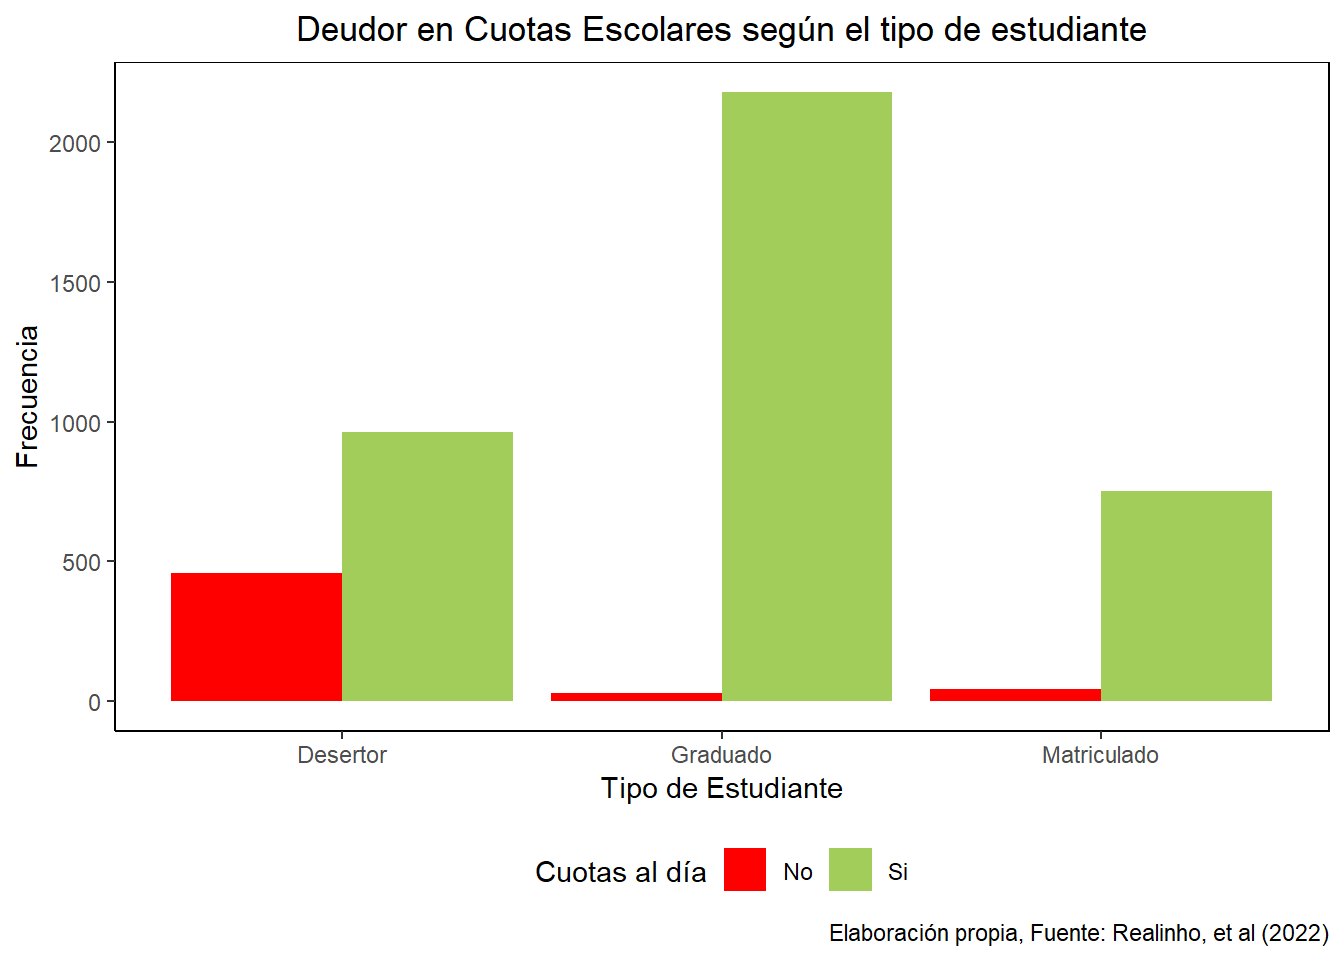 Deudor en Cuotas Escolares según el tipo de estudiante
Frecuencia
2000
1500
1000
500
0
Desertor Graduado Matriculado
Tipo de Estudiante
Cuotas al día No Si
Elaboración propia, Fuente: Realinho, et al (2022)